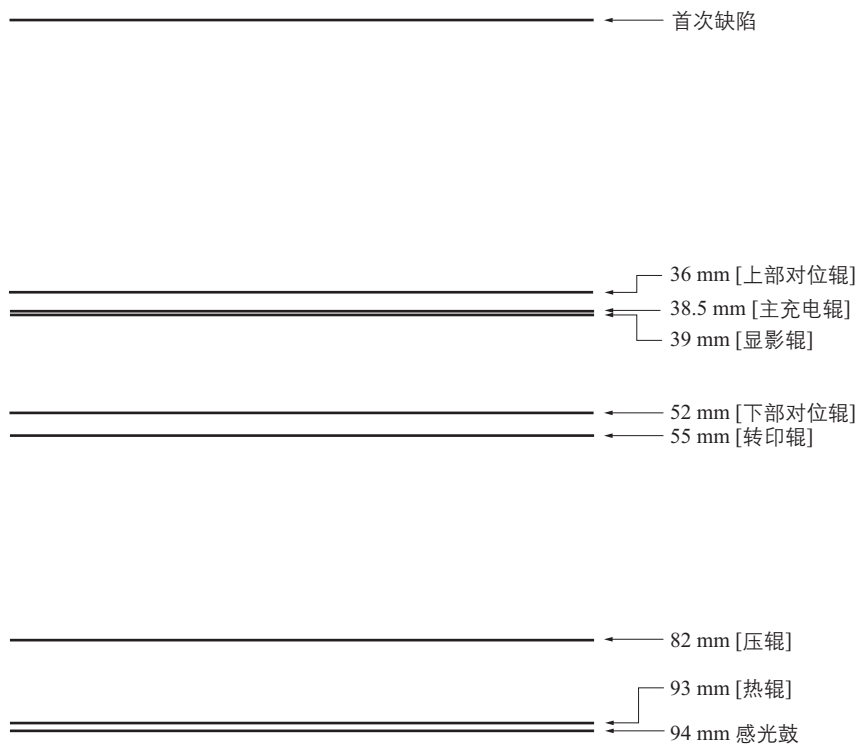 首次缺陷
36 mm [上部对位辊]
38.5 mm [主充电辊]
39 mm [显影辊]
52 mm [下部对位辊]
55 mm [转印辊]
82 mm [压辊]
93 mm [热辊]
94 mm 感光鼓